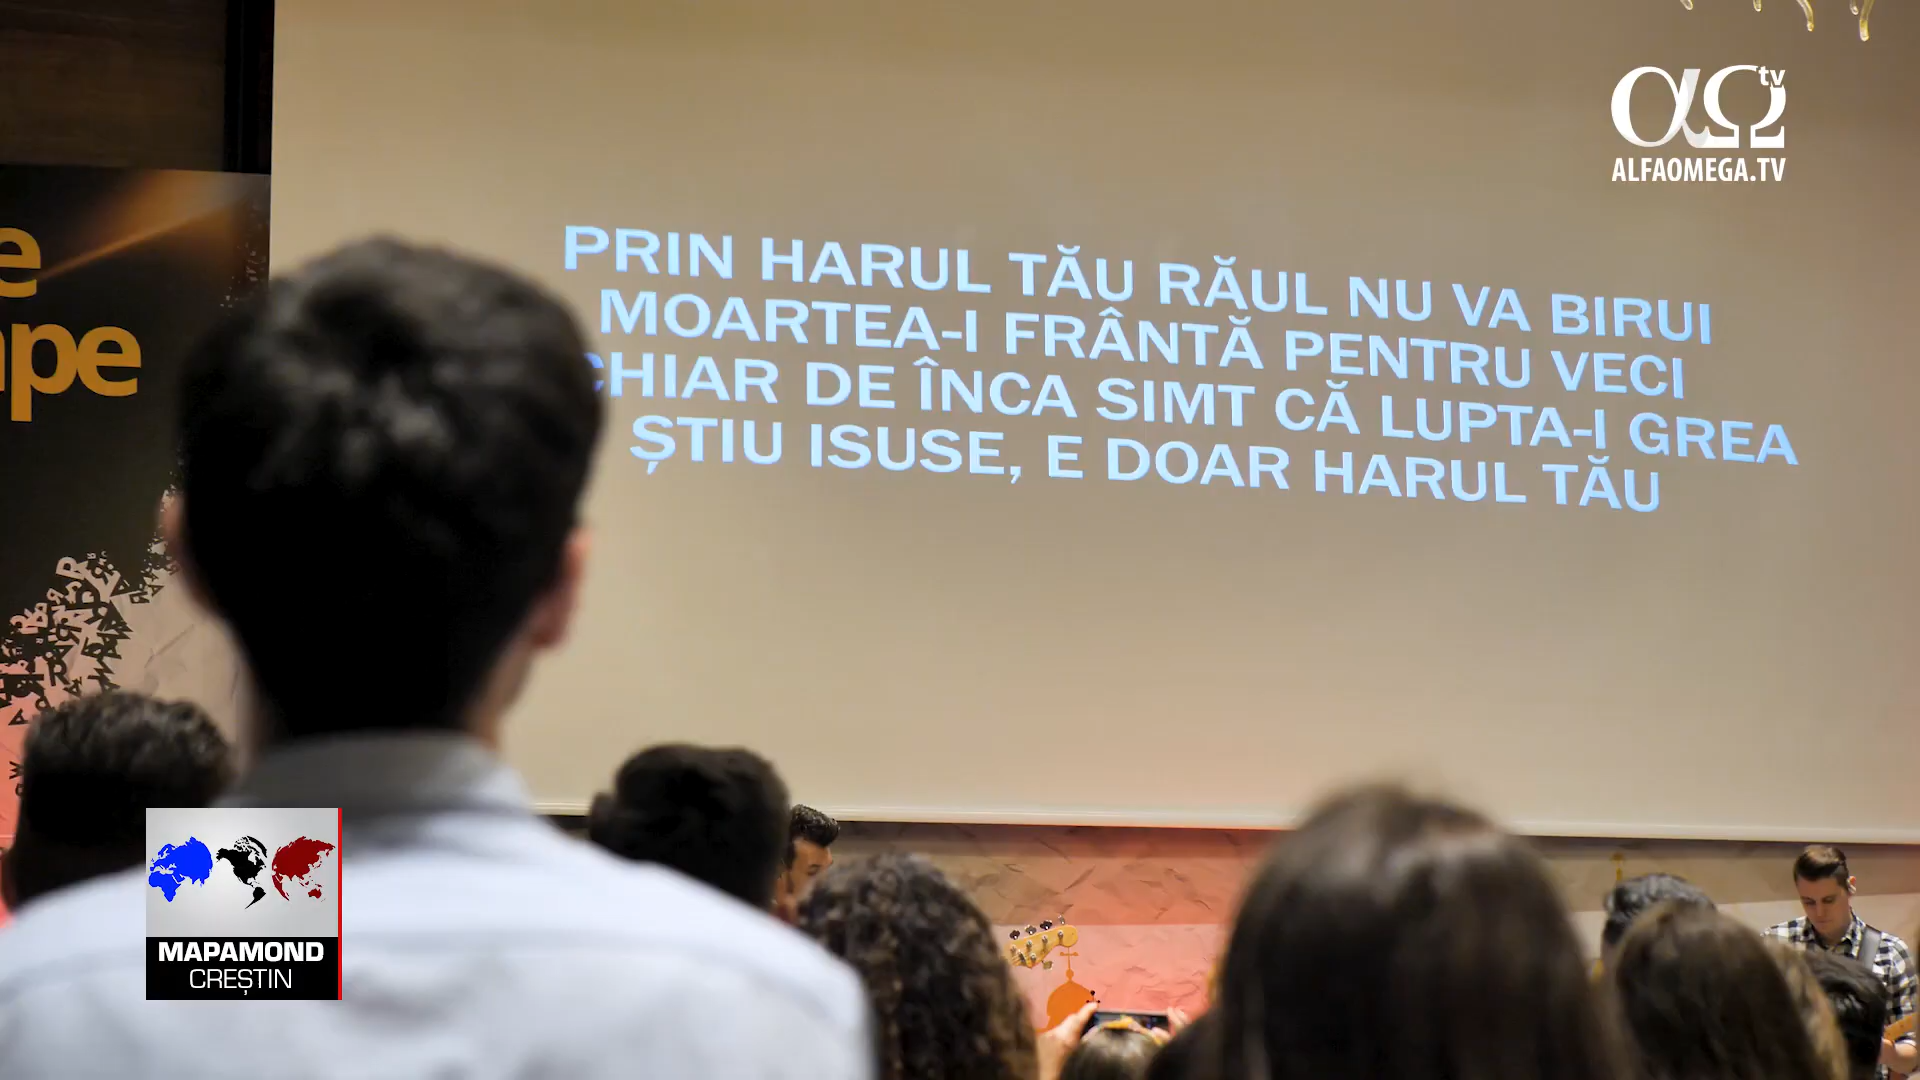 tv
ALFAOMEGA.TV
PRIN HARUL TĂU RĂUL NU VA BIRUI
MOARTEA-I FRÂNTĂ PENTRU VECI
CHIAR DE ÎNCA SIMT CĂ LUPTA-I GREA
ȘTIU ISUSE, E DOAR HARUL TĂU
MAPAMOND
CREȘTIN